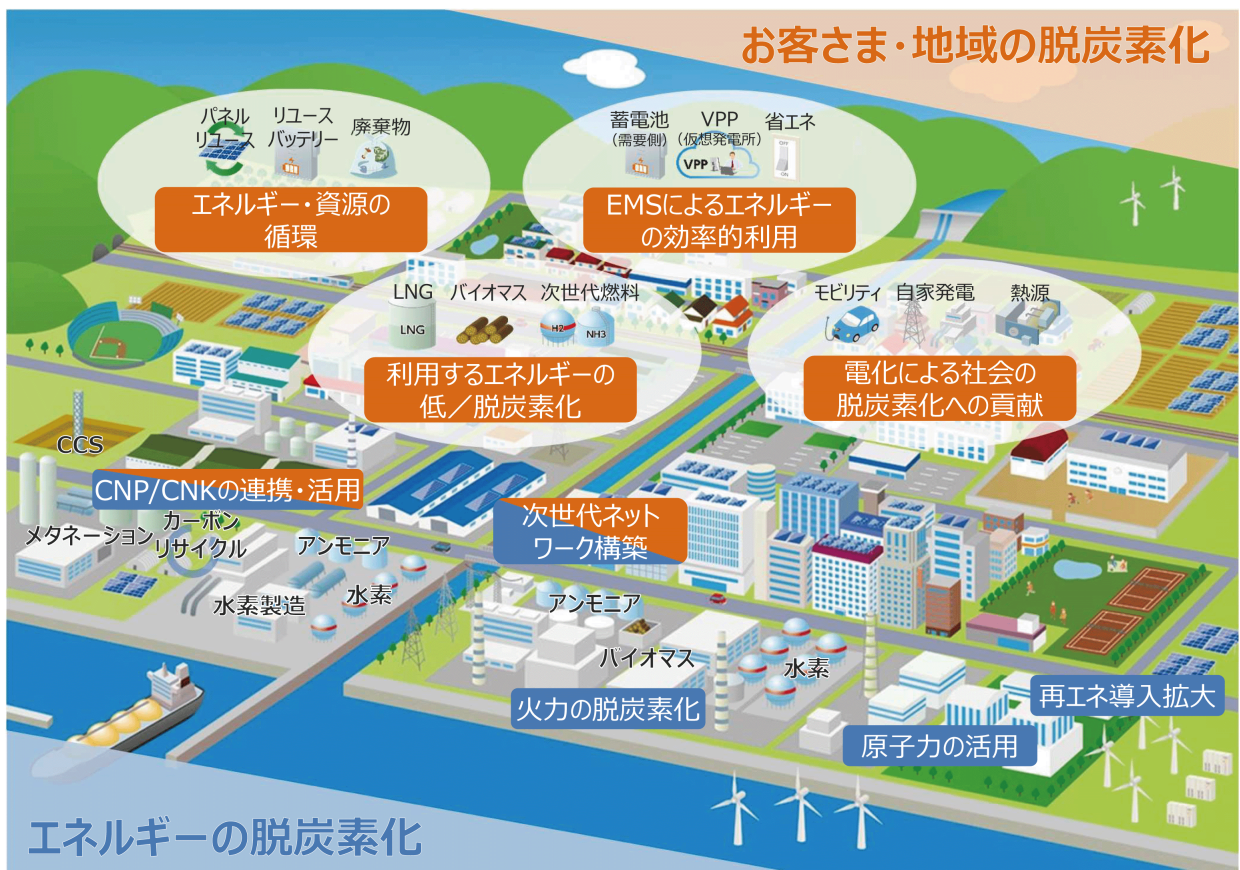 お客さま・地域の脱炭素化
パネル
リユース
リユース
バッテリー
廃棄物
エネルギー・資源の
循環
蓄電池
(需要側)
VPP
(仮想発電所)
省エネ
VPP
OFF
ON
EMSによるエネルギー
の効率的利用
LNG
バイオマス
次世代燃料
LNG
H2
NH3
利用するエネルギーの
低／脱炭素化
モビリティ
自家発電
熱源
電化による社会の
脱炭素化への貢献
CCS
CNP/CNKの連携・活用
メタネーション
カーボン
リサイクル
アンモニア
水素製造
水素
次世代ネット
ワーク構築
アンモニア
バイオマス
水素
火力の脱炭素化
原子力の活用
再エネ導入拡大
エネルギーの脱炭素化